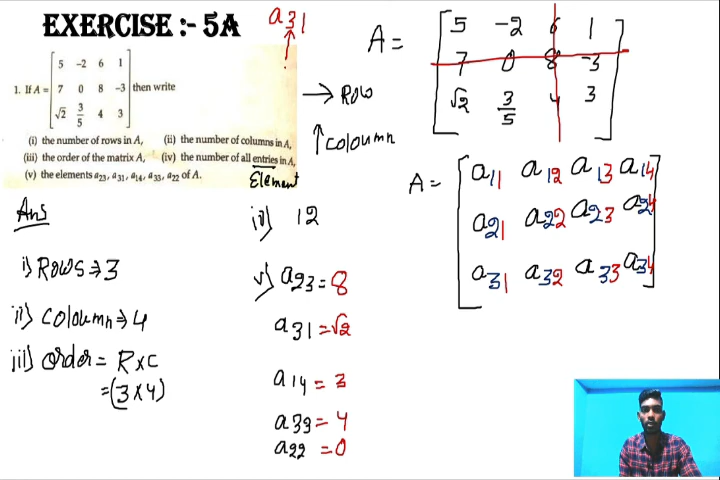 EXERCISE :- 5A
a31
1. If A = [5 -2 6 1
7 0 8 -3
√2 3/5 4 3] then write
(i) the number of rows in A, (ii) the number of columns in A,
(iii) the order of the matrix A, (iv) the number of all entries in A,
(v) the elements a23, a31, a14, a33, a22 of A.
Element
→ Row
↑ coloumn
A = [5 -2 6 1
7 0 8 -3
√2 3/5 4 3]
A = [a11 a12 a13 a14
a21 a22 a23 a24
a31 a32 a33 a34]
Ans
i) Rows ⇒ 3
ii) coloumn ⇒ 4
iii) order = R×C
= (3×4)
iv) 12
v) a23 = 8
a31 = √2
a14 = 3
a33 = 4
a22 = 0